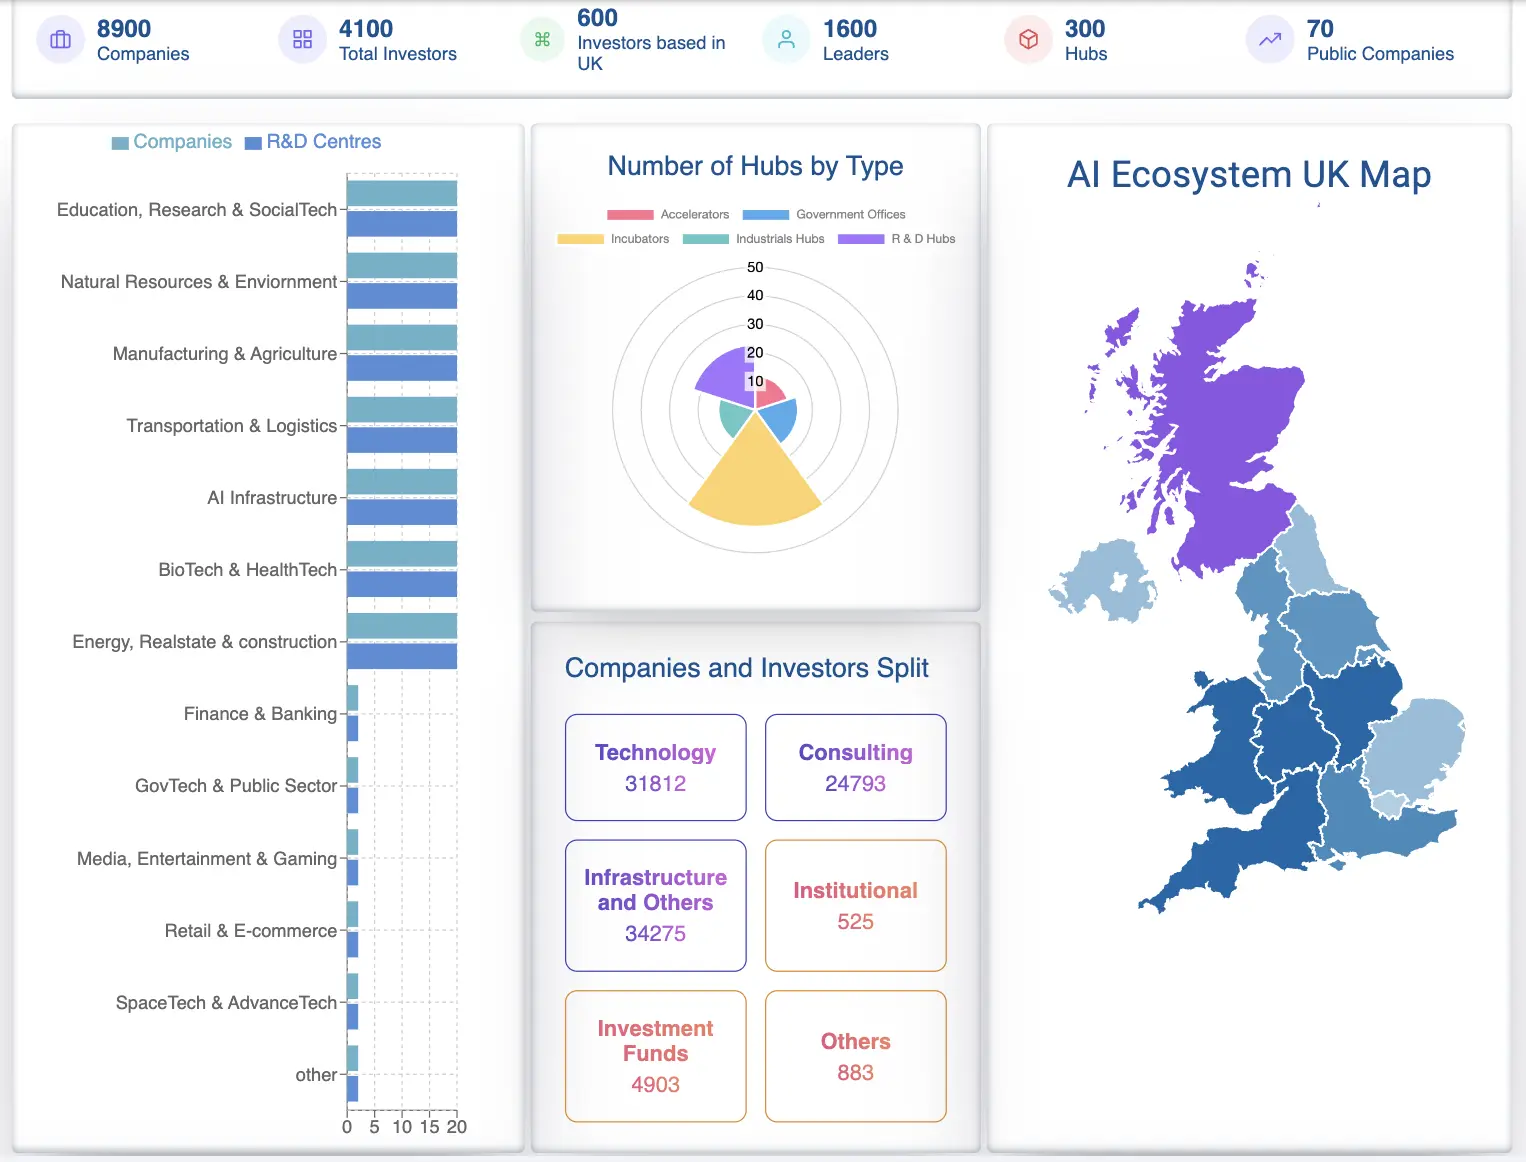 8900
Companies
4100
Total Investors
600
Investors based in
UK
1600
Leaders
300
Hubs
70
Public Companies
Companies
R&D Centres
Education, Research & SocialTech
Natural Resources & Enviornment
Manufacturing & Agriculture
Transportation & Logistics
AI Infrastructure
BioTech & HealthTech
Energy, Realstate & construction
Finance & Banking
GovTech & Public Sector
Media, Entertainment & Gaming
Retail & E-commerce
SpaceTech & AdvanceTech
other
0 5 10 15 20
Number of Hubs by Type
Accelerators
Government Offices
Incubators
Industrials Hubs
R & D Hubs
50
40
30
20
10
Companies and Investors Split
Technology
31812
Consulting
24793
Infrastructure
and Others
34275
Institutional
525
Investment
Funds
4903
Others
883
AI Ecosystem UK Map